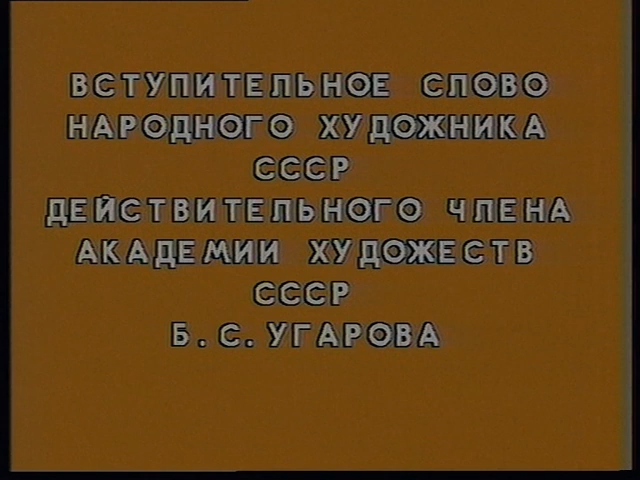 ВСТУПИТЕЛЬНОЕ СЛОВО
НАРОДНОГО ХУДОЖНИКА
СССР
ДЕЙСТВИТЕЛЬНОГО ЧЛЕНА
АКАДЕМИИ ХУДОЖЕСТВ
СССР
Б.С.УГАРОВА